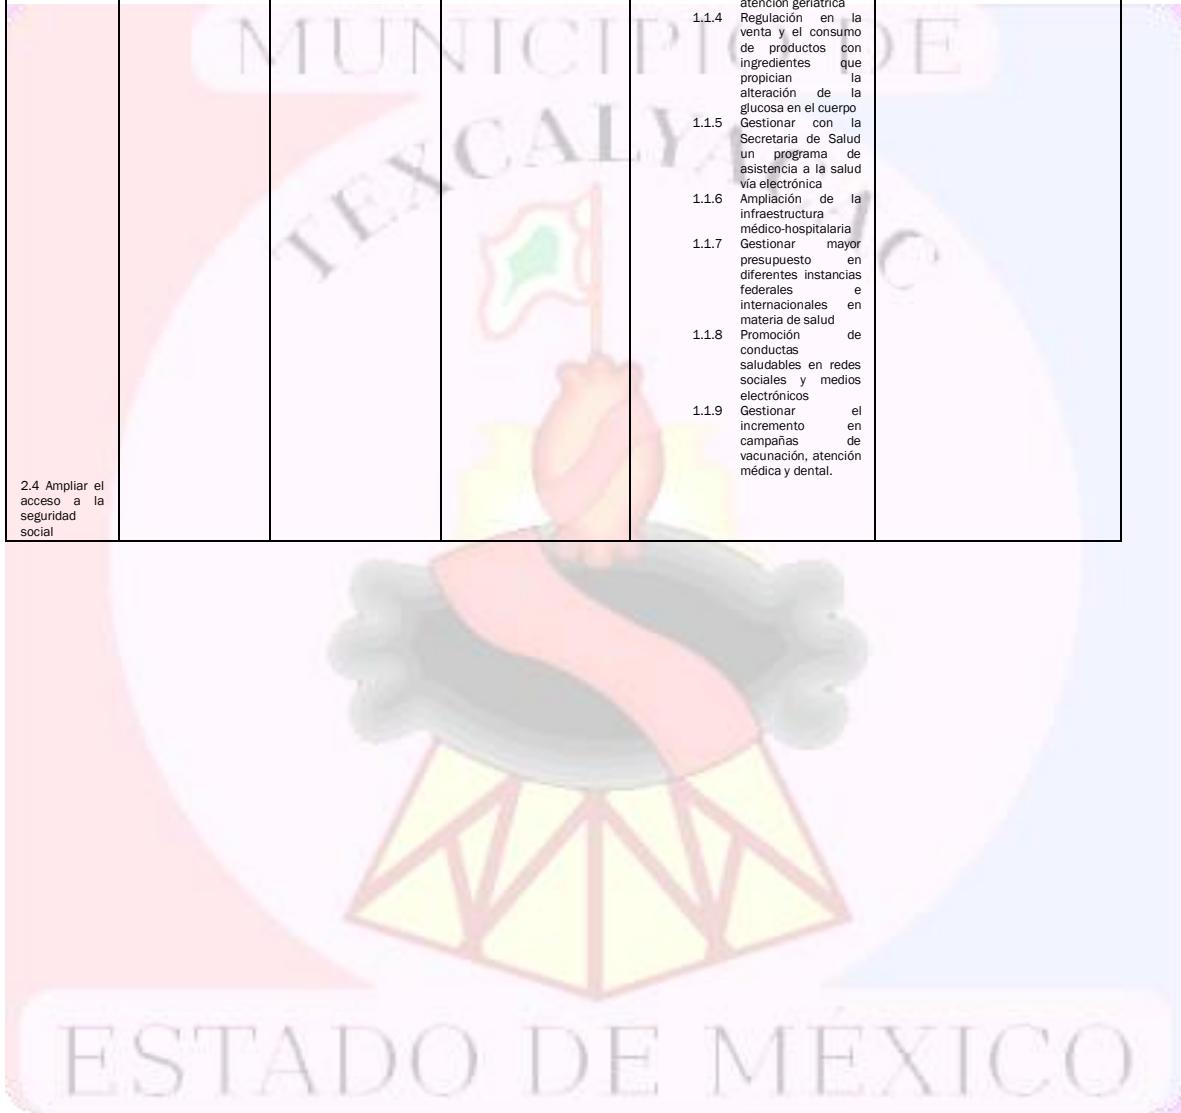 atención geriátrica
1.1.4 Regulación en la
venta y el consumo
de productos con
ingredientes que
propician la
alteración de la
glucosa en el cuerpo
1.1.5 Gestionar con la
Secretaria de Salud
un programa de
asistencia a la salud
vía electrónica
1.1.6 Ampliación de la
infraestructura
médico-hospitalaria
1.1.7 Gestionar mayor
presupuesto en
diferentes instancias
federales e
internacionales en
materia de salud
1.1.8 Promoción de
conductas
saludables en redes
sociales y medios
electrónicos
1.1.9 Gestionar el
incremento en
campañas de
vacunación, atención
médica y dental.
2.4 Ampliar el
acceso a la
seguridad
social
MUNICIPIO DE
TEXCALYACAC
ESTADO DE MÉXICO